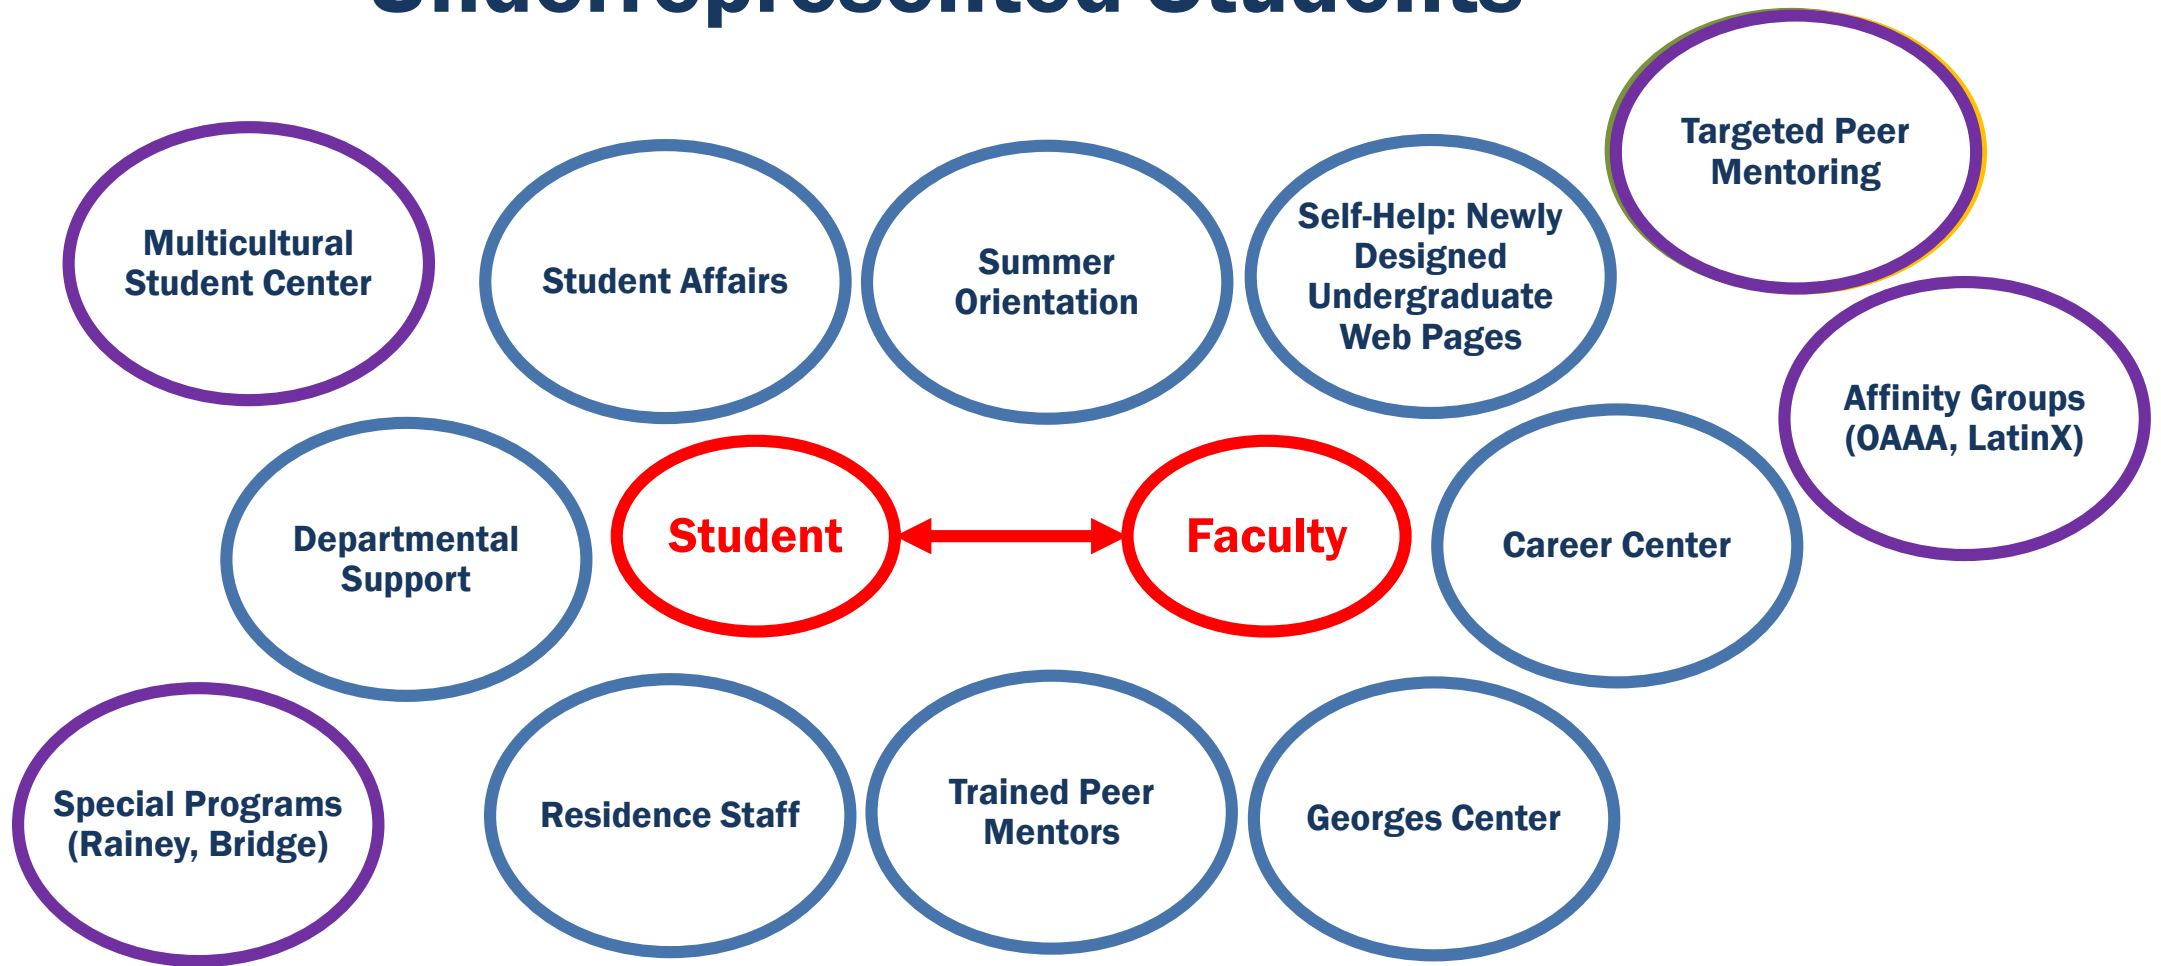 Underrepresented Students
Targeted Peer
Mentoring
Multicultural
Student Center
Student Affairs
Summer
Orientation
Self-Help: Newly
Designed
Undergraduate
Web Pages
Affinity Groups
(OAAA, LatinX)
Departmental
Support
Student
Faculty
Career Center
Special Programs
(Rainey, Bridge)
Residence Staff
Trained Peer
Mentors
Georges Center